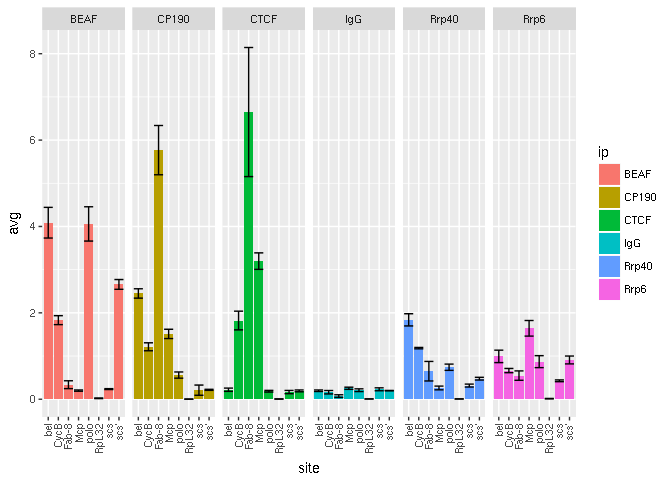 BEAF CP190 CTCF IgG Rrp40 Rrp6
8
6
4
2
0
avg
bel CycB Fab-8 Mcp polo RpL32 scs scs' bel CycB Fab-8 Mcp polo RpL32 scs scs' bel CycB Fab-8 Mcp polo RpL32 scs scs' bel CycB Fab-8 Mcp polo RpL32 scs scs' bel CycB Fab-8 Mcp polo RpL32 scs scs' bel CycB Fab-8 Mcp polo RpL32 scs scs'
site
ip
BEAF
CP190
CTCF
IgG
Rrp40
Rrp6